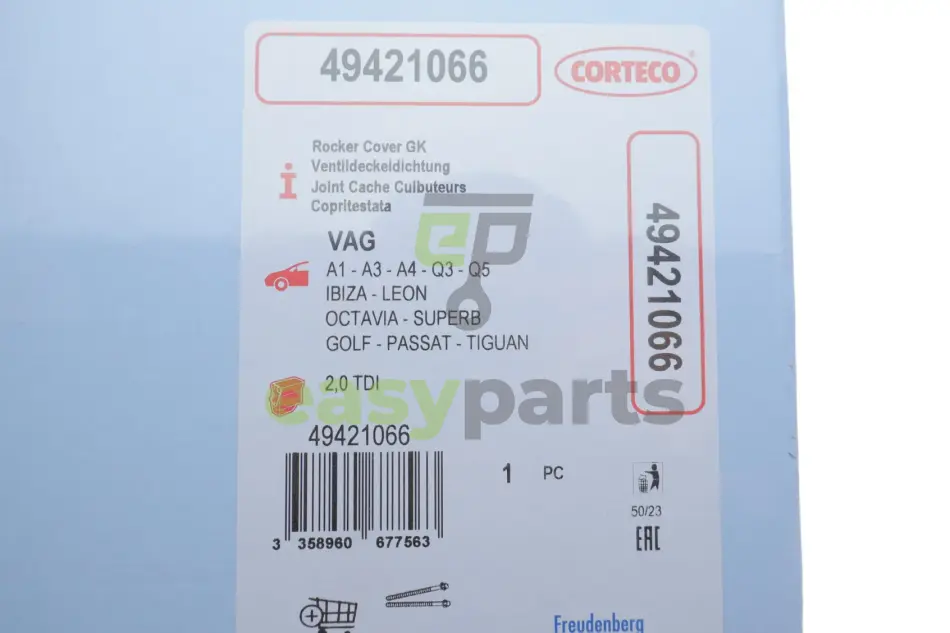 49421066
CORTECO
Rocker Cover GK
Ventildeckeldichtung
Joint Cache Culbuteurs
Copritestata
VAG
A1 - A3 - A4 - Q3 - Q5
IBIZA - LEON
OCTAVIA - SUPERB
GOLF - PASSAT - TIGUAN
2,0 TDI
49421066
ep
easyparts
49421066
1 PC
50/23
EAC
3 358960 677563
Freudenberg